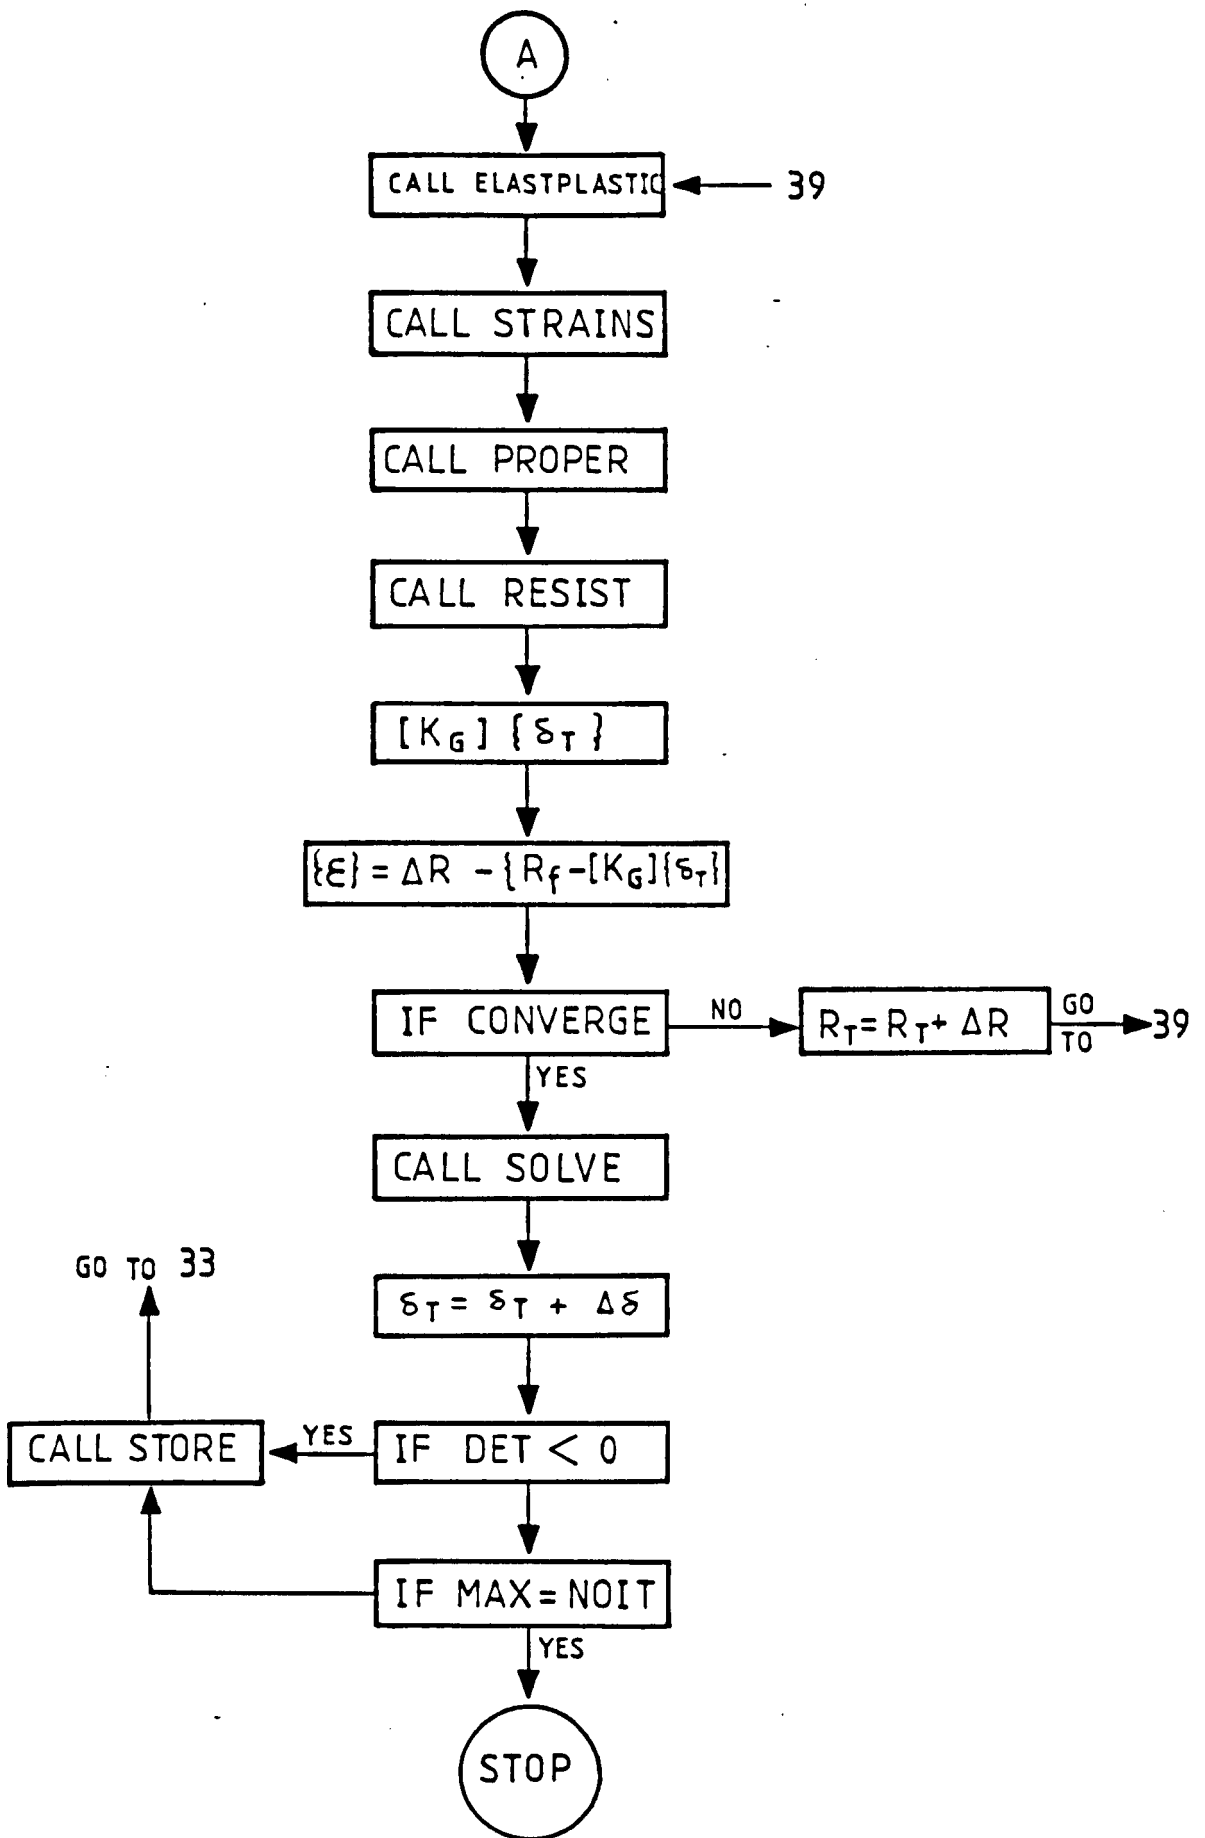 A
CALL ELASTPLASTIC
39
CALL STRAINS
CALL PROPER
CALL RESIST
[K_G] {δ_T}
{ε} = ΔR - {R_f-[K_G]{δ_T}
IF CONVERGE
NO
R_T = R_T + ΔR
GO TO
39
YES
CALL SOLVE
GO TO 33
δ_T = δ_T + Δδ
CALL STORE
YES
IF DET < 0
IF MAX = NOIT
YES
STOP